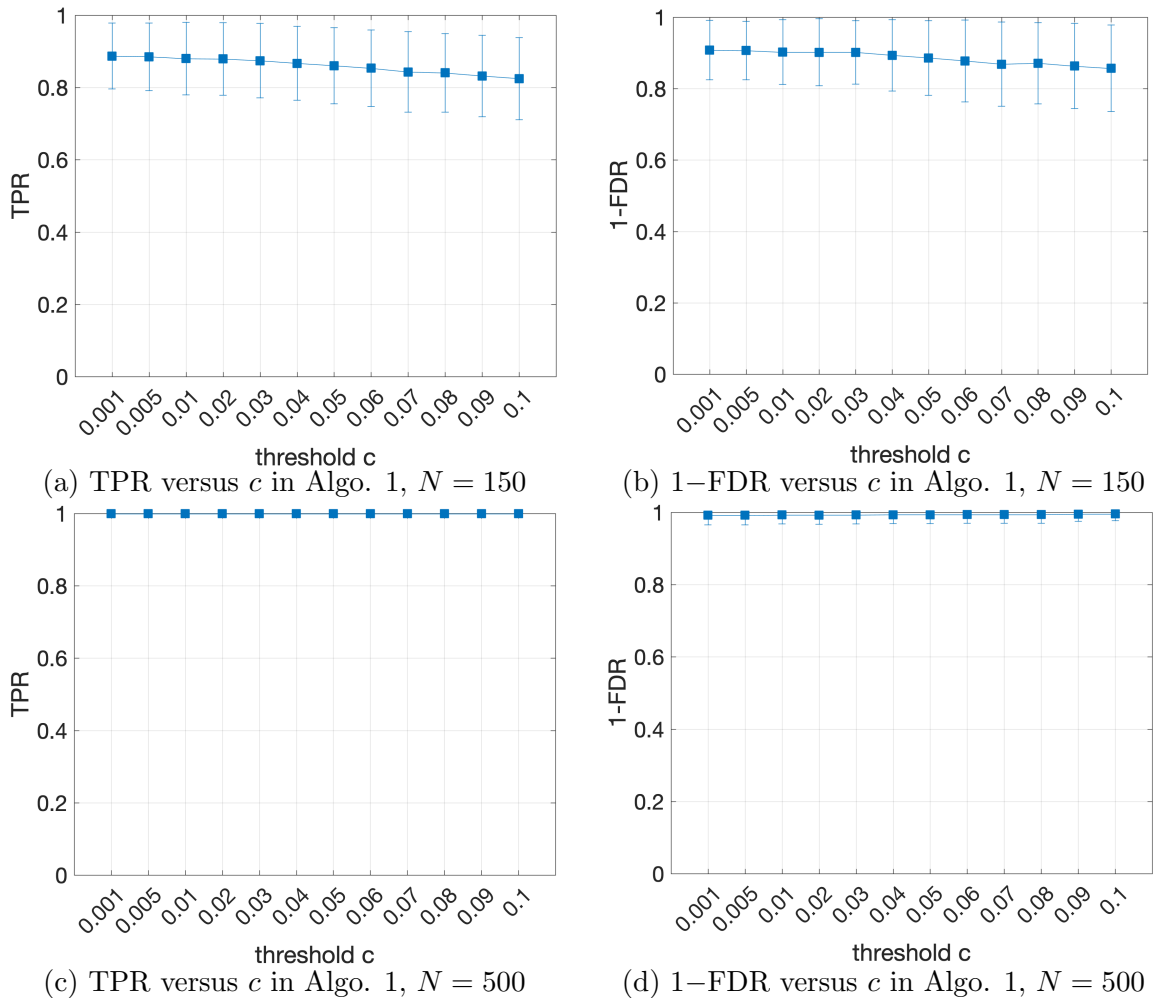 1
0.8
0.6
0.4
0.2
0
TPR
0.001 0.005 0.01 0.02 0.03 0.04 0.05 0.06 0.07 0.08 0.09 0.1
threshold c
(a) TPR versus c in Algo. 1, N = 150
1
0.8
0.6
0.4
0.2
0
1-FDR
0.001 0.005 0.01 0.02 0.03 0.04 0.05 0.06 0.07 0.08 0.09 0.1
threshold c
(b) 1−FDR versus c in Algo. 1, N = 150
1
0.8
0.6
0.4
0.2
0
TPR
0.001 0.005 0.01 0.02 0.03 0.04 0.05 0.06 0.07 0.08 0.09 0.1
threshold c
(c) TPR versus c in Algo. 1, N = 500
1
0.8
0.6
0.4
0.2
0
1-FDR
0.001 0.005 0.01 0.02 0.03 0.04 0.05 0.06 0.07 0.08 0.09 0.1
threshold c
(d) 1−FDR versus c in Algo. 1, N = 500